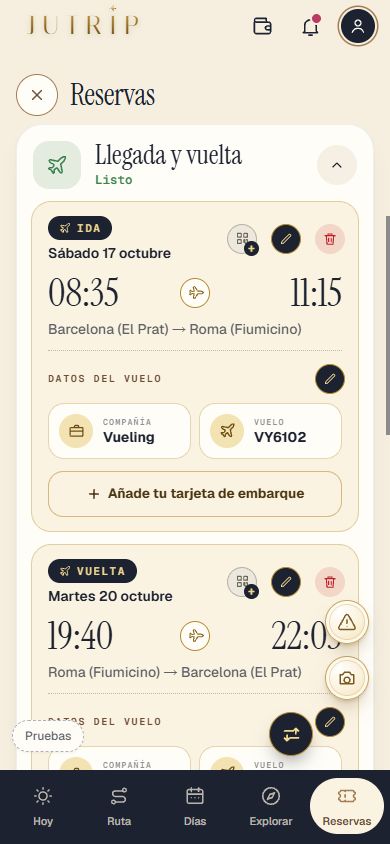 JUTRIP
Reservas
Llegada y vuelta
Listo
IDA
Sábado 17 octubre
08:35 11:15
Barcelona (El Prat) → Roma (Fiumicino)
DATOS DEL VUELO
COMPAÑÍA
Vueling
VUELO
VY6102
+ Añade tu tarjeta de embarque
VUELTA
Martes 20 octubre
19:40 22:05
Roma (Fiumicino) → Barcelona (El Prat)
DATOS DEL VUELO
Pruebas
COMPAÑÍA
VUELO
Hoy
Ruta
Días
Explorar
Reservas